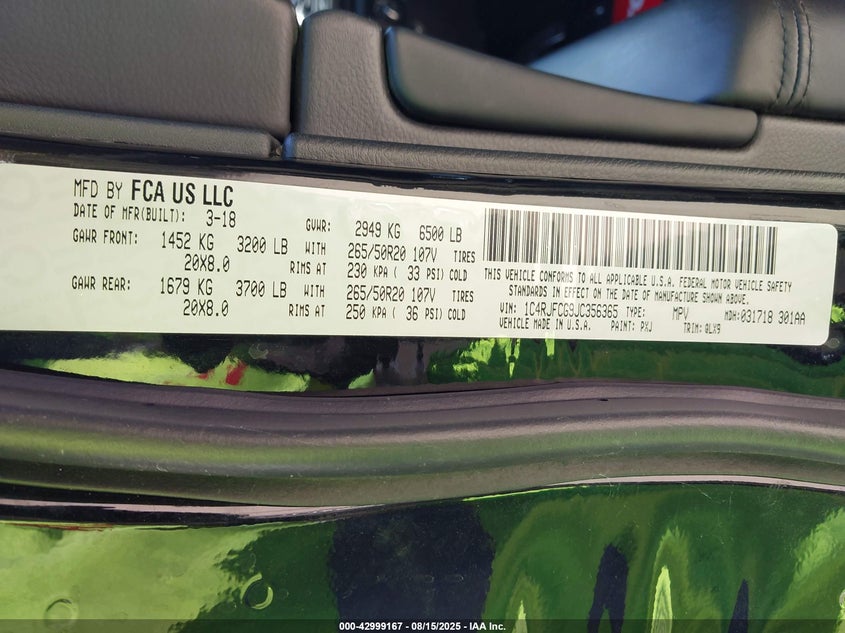 MFD BY FCA US LLC
DATE OF MFR(BUILT): 3-18 GVWR: 2949 KG 6500 LB
GAWR FRONT: 1452 KG 3200 LB WITH 265/50R20 107V TIRES
20X8.0 RIMS AT 230 KPA ( 33 PSI) COLD
GAWR REAR: 1679 KG 3700 LB WITH 265/50R20 107V TIRES
20X8.0 RIMS AT 250 KPA ( 36 PSI) COLD
THIS VEHICLE CONFORMS TO ALL APPLICABLE U.S.A. FEDERAL MOTOR VEHICLE SAFETY
STANDARDS IN EFFECT ON THE DATE OF MANUFACTURE SHOWN ABOVE.
VIN: 1C4RJFCG9JC356365 TYPE: MPV MDH:031718 301AA
VEHICLE MADE IN U.S.A. PAINT: PXJ TRIM: QLX9
000-42999167 - 08/15/2025 - IAA Inc.